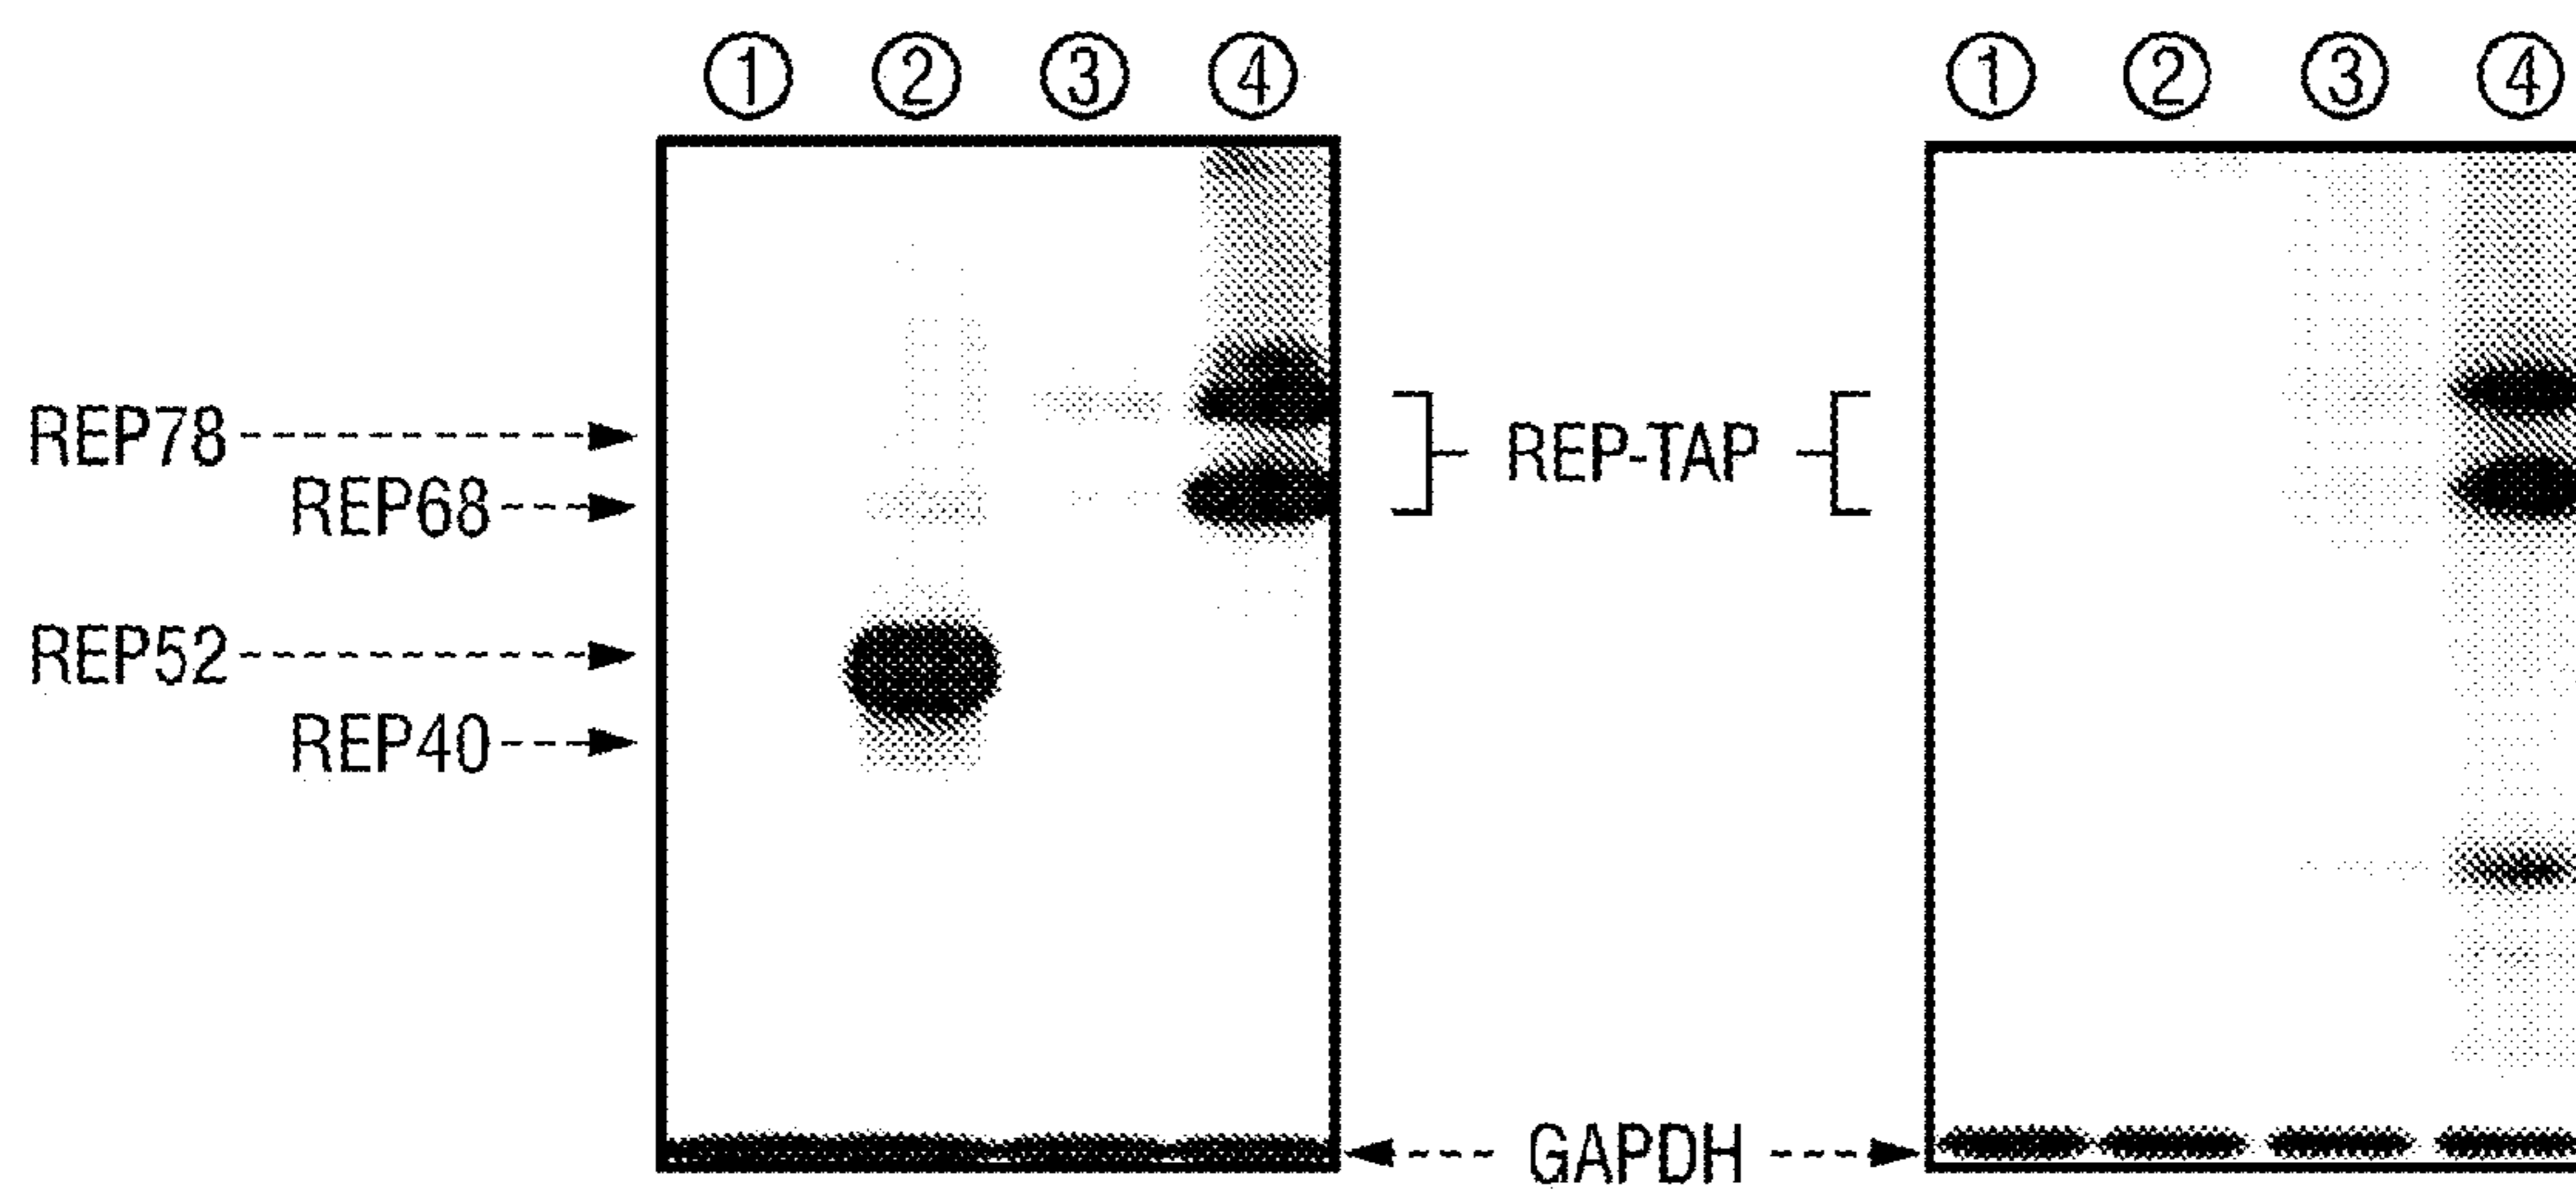 ① ② ③ ④
① ② ③ ④
REP78
REP68
REP-TAP
REP52
REP40
GAPDH